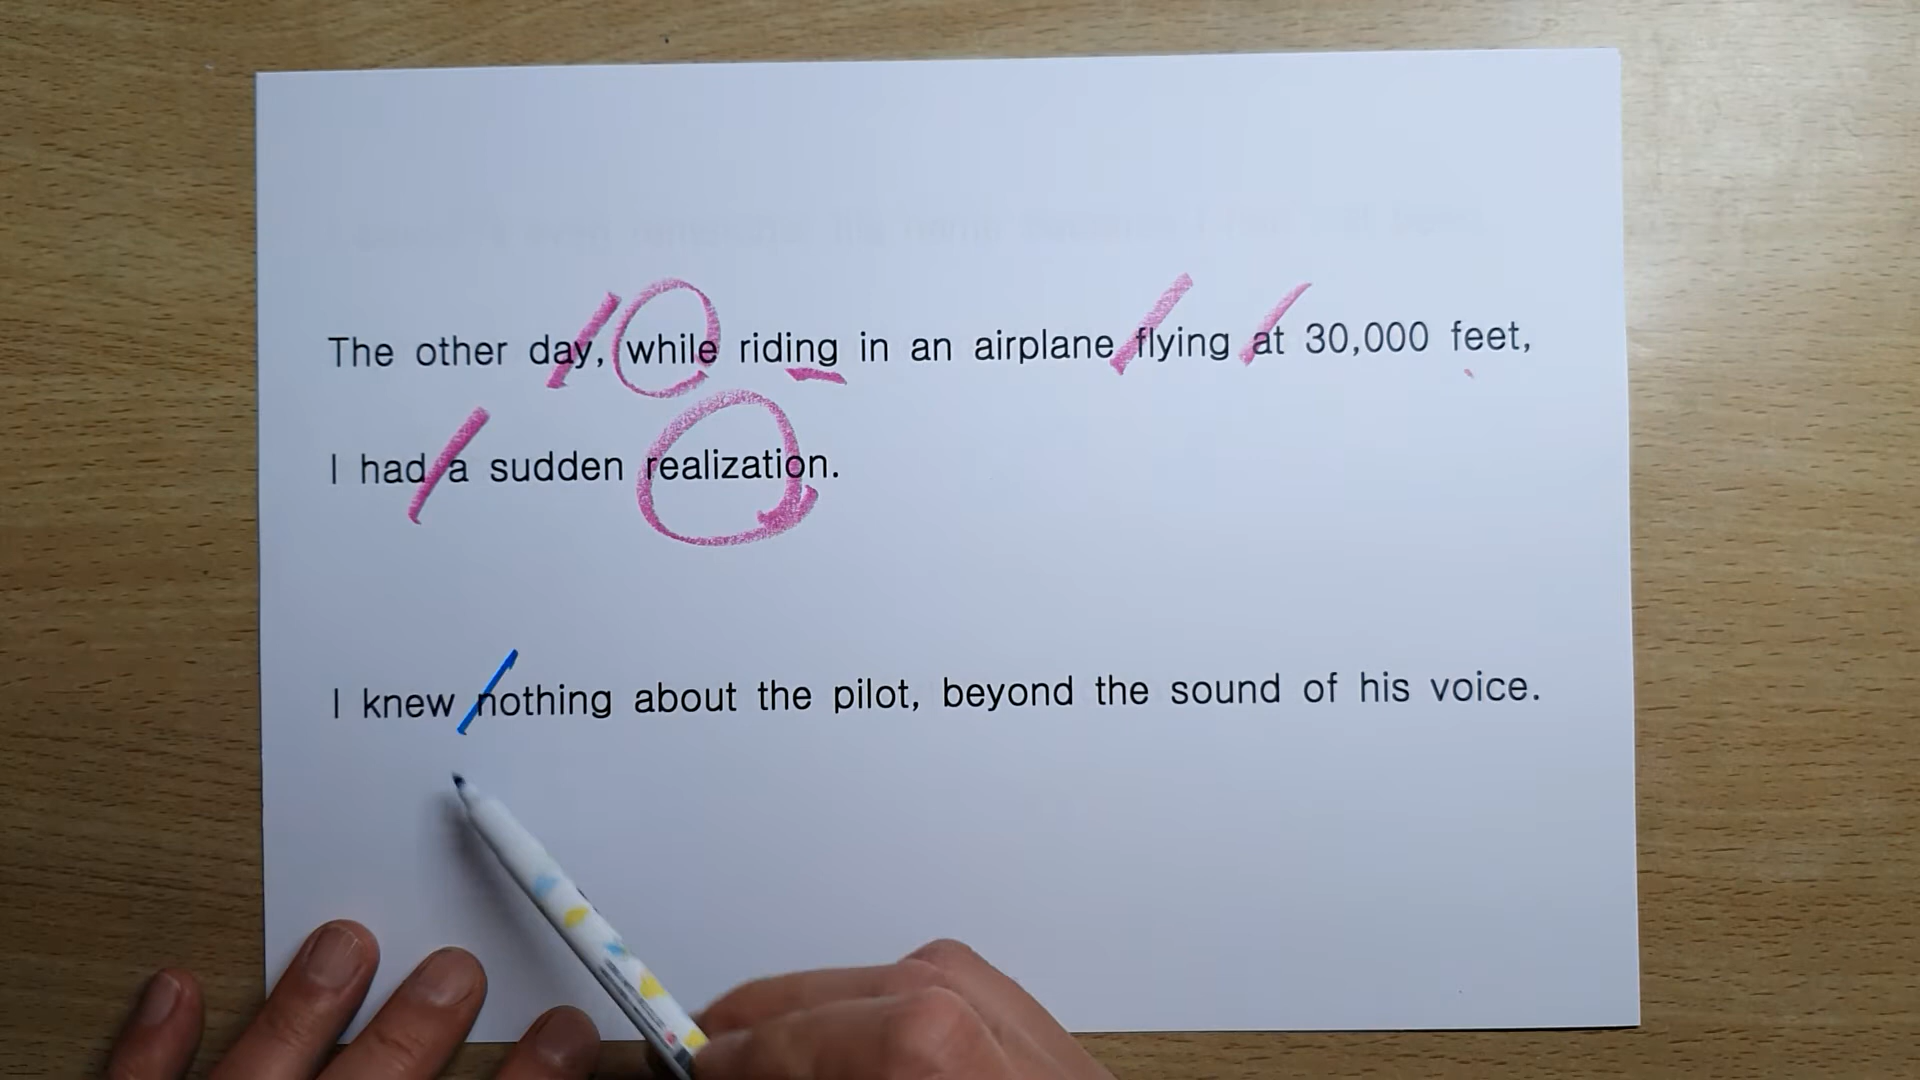 The other day, while riding in an airplane flying at 30,000 feet,
I had a sudden realization.
I knew nothing about the pilot, beyond the sound of his voice.